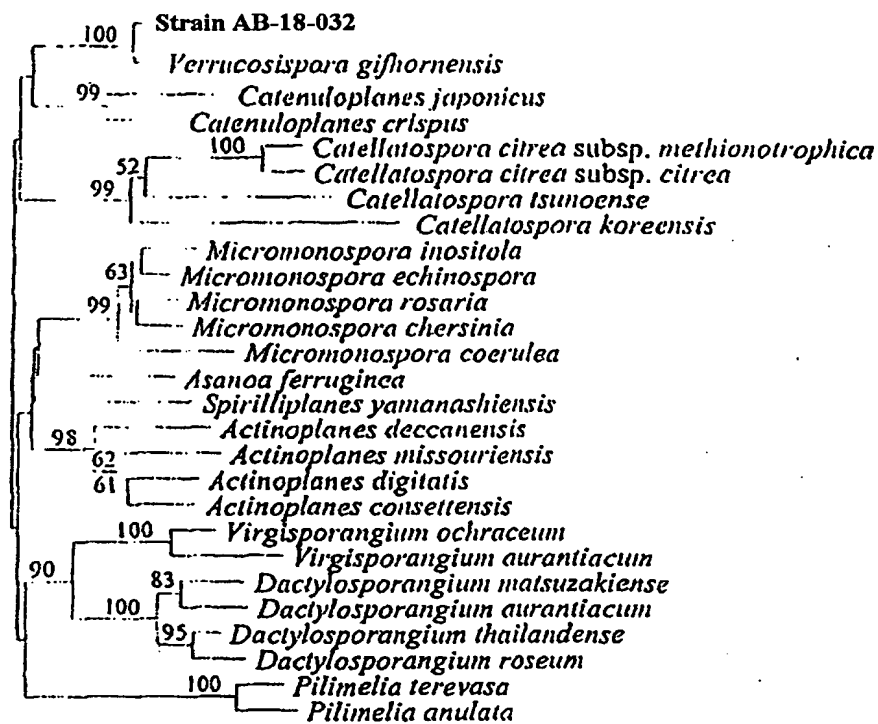 100 Strain AB-18-032
Verrucosispora gifhornensis
99 Catenuloplanes japonicus
Catenuloplanes crispus
100 Catellatospora citrea subsp. methionotrophica
52 Catellatospora citrea subsp. citrea
99 Catellatospora tsunoense
Catellatospora koreensis
Micromonospora inositola
63 Micromonospora echinospora
99 Micromonospora rosaria
Micromonospora chersinia
Micromonospora coerulea
Asanoa ferruginea
Spirilliplanes yamanashiensis
98 Actinoplanes deccanensis
62 Actinoplanes missouriensis
61 Actinoplanes digitatis
Actinoplanes consettensis
100 Virgisporangium ochraceum
90 Virgisporangium aurantiacum
83 Dactylosporangium matsuzakiense
100 Dactylosporangium aurantiacum
95 Dactylosporangium thailandense
Dactylosporangium roseum
100 Pilimelia terevasa
Pilimelia anulata